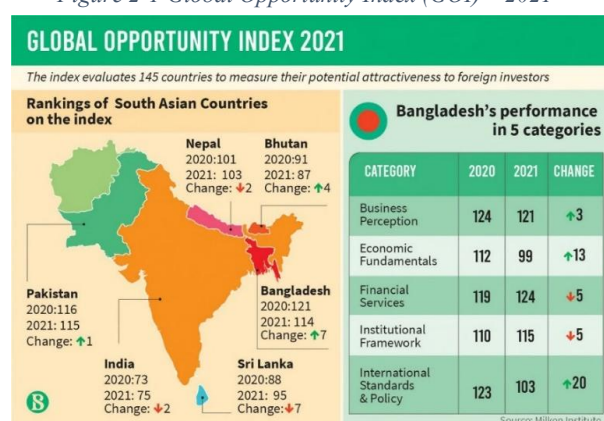 Figure 2-1 Global Opportunity Index (GOI) – 2021
GLOBAL OPPORTUNITY INDEX 2021
The index evaluates 145 countries to measure their potential attractiveness to foreign investors
Rankings of South Asian Countries
on the index
Nepal
2020:101
2021: 103
Change: ↓2
Bhutan
2020:91
2021: 87
Change: ↑4
Pakistan
2020:116
2021: 115
Change: ↑1
Bangladesh
2020:121
2021: 114
Change: ↑7
India
2020:73
2021: 75
Change: ↓2
Sri Lanka
2020:88
2021: 95
Change:↓7
Bangladesh's performance
in 5 categories
CATEGORY 2020 2021 CHANGE
Business
Perception 124 121 ↑3
Economic
Fundamentals 112 99 ↑13
Financial
Services 119 124 ↓5
Institutional
Framework 110 115 ↓5
International
Standards
& Policy 123 103 ↑20
Source: Milken Institute